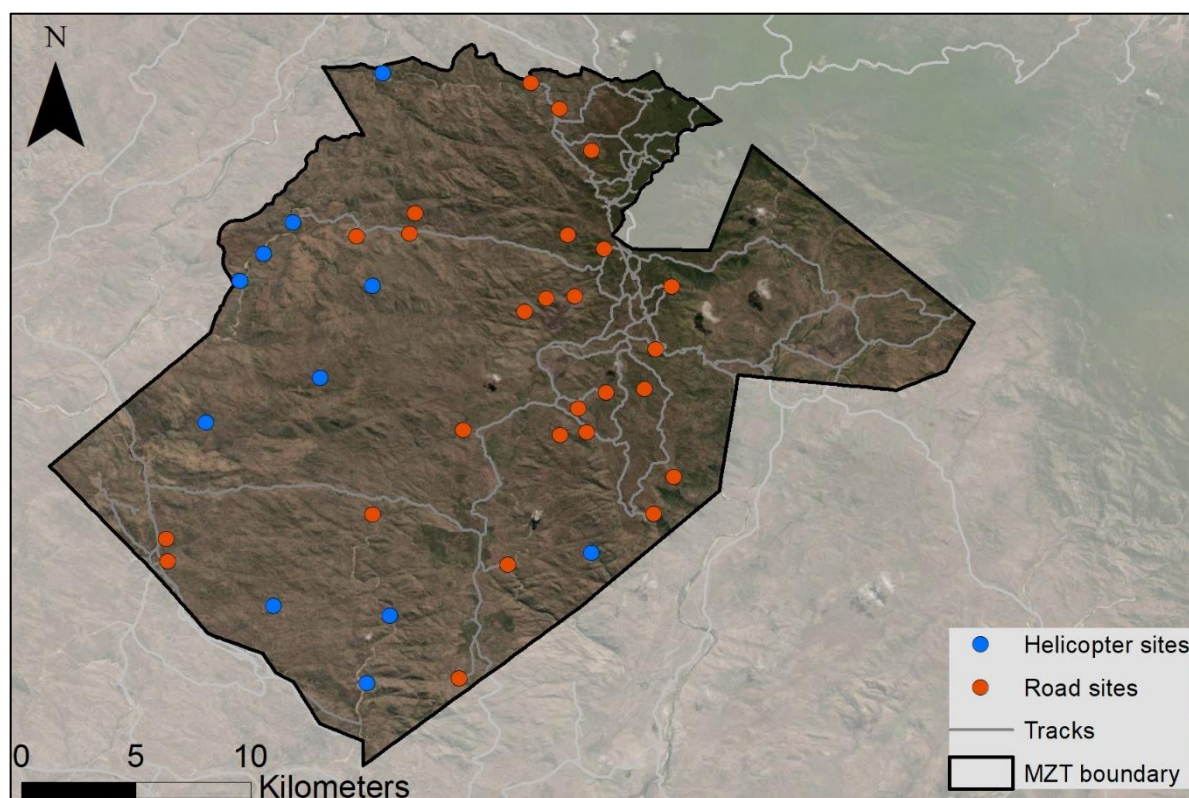 N
Helicopter sites
Road sites
Tracks
MZT boundary
0 5 10
Kilometers